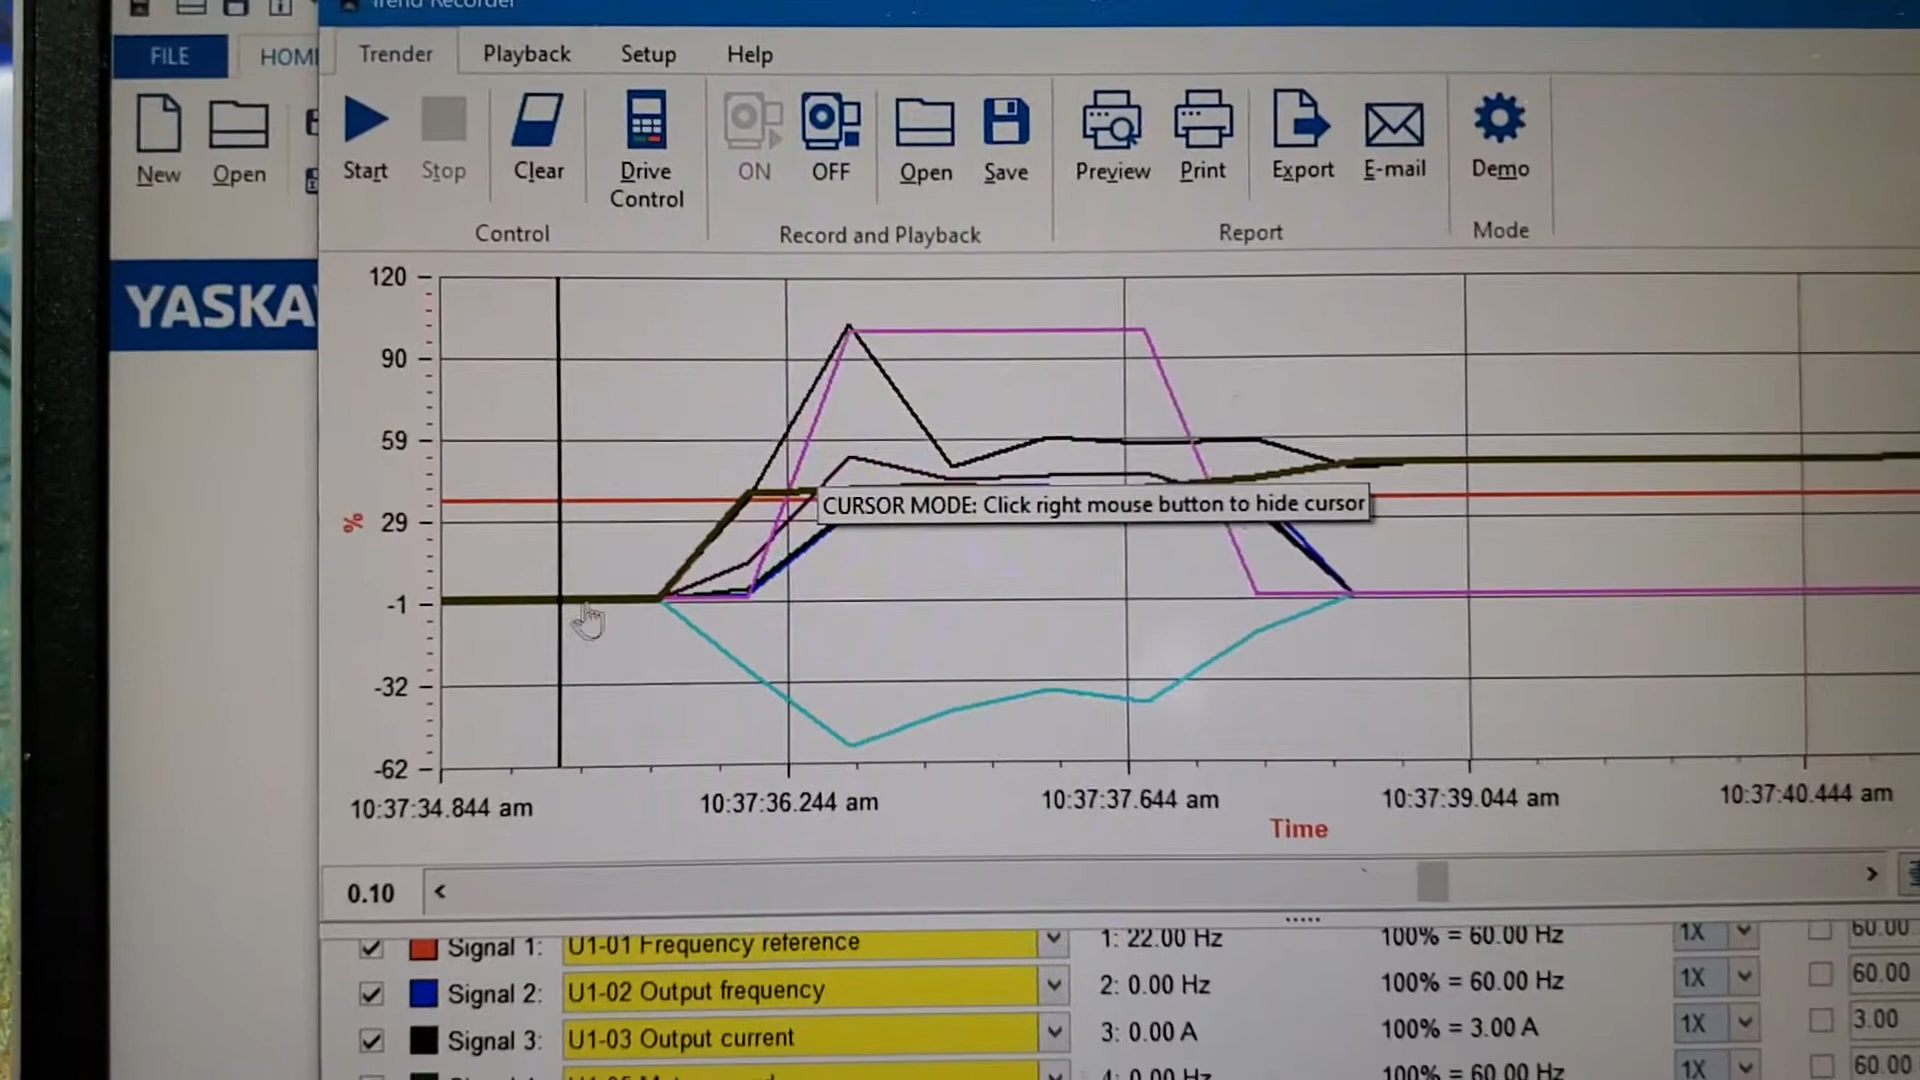 Trend Recorder
FILE
HOM
Trender
Playback
Setup
Help
New
Open
Start
Stop
Clear
Drive Control
ON
OFF
Open
Save
Preview
Print
Export
E-mail
Demo
Control
Record and Playback
Report
Mode
YASKA
120
90
59
%
29
-1
-32
-62
CURSOR MODE: Click right mouse button to hide cursor
10:37:34.844 am
10:37:36.244 am
10:37:37.644 am
10:37:39.044 am
10:37:40.444 am
Time
0.10
Signal 1: U1-01 Frequency reference 1: 22.00 Hz 100% = 60.00 Hz 1X 60.00
Signal 2: U1-02 Output frequency 2: 0.00 Hz 100% = 60.00 Hz 1X 60.00
Signal 3: U1-03 Output current 3: 0.00 A 100% = 3.00 A 1X 3.00
4: 0.00 Hz 100% = 60.00 Hz 1X 60.00